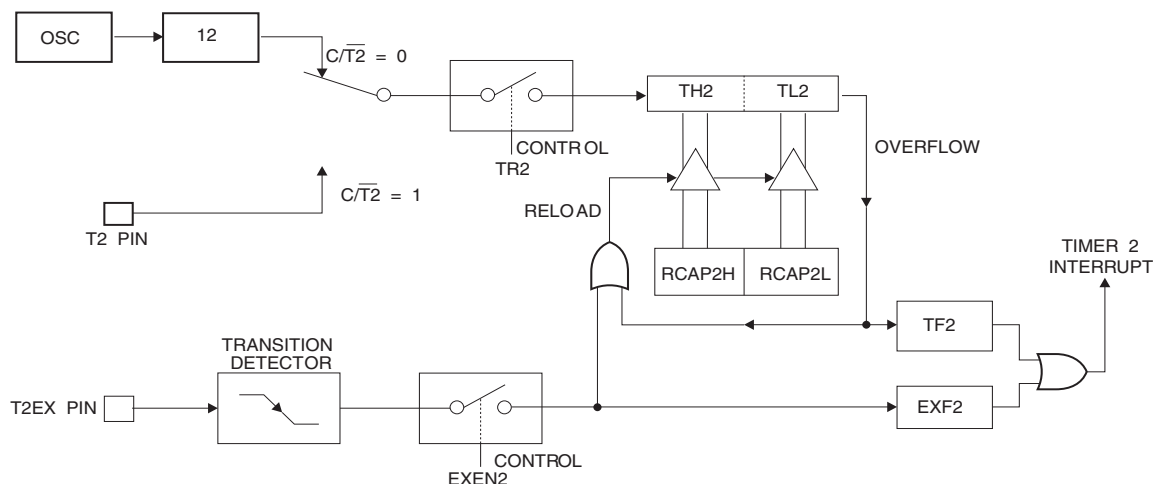 OSC
12
C/T2 = 0
TH2
TL2
OVERFLOW
CONTROL
TR2
C/T2 = 1
T2 PIN
RELOAD
RCAP2H
RCAP2L
TIMER 2
INTERRUPT
TF2
TRANSITION
DETECTOR
T2EX PIN
EXF2
CONTROL
EXEN2